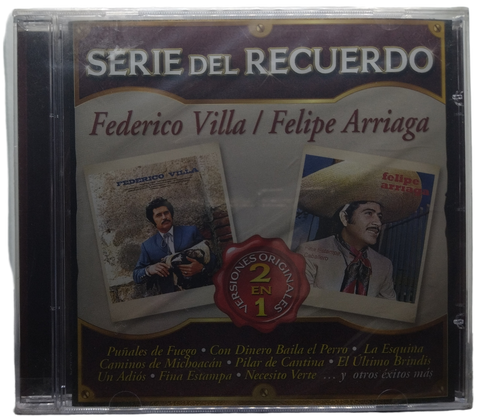 SERIE DEL RECUERDO
Federico Villa / Felipe Arriaga
FEDERICO VILLA
felipe
arriaga
VERSIONES ORIGINALES
2
EN
1
Puñales de Fuego • Con Dinero Baila el Perro • La Esquina
Caminos de Michoacán • Pilar de Cantina • El Último Brindis
Un Adiós • Fina Estampa • Necesito Verte ... y otros éxitos más